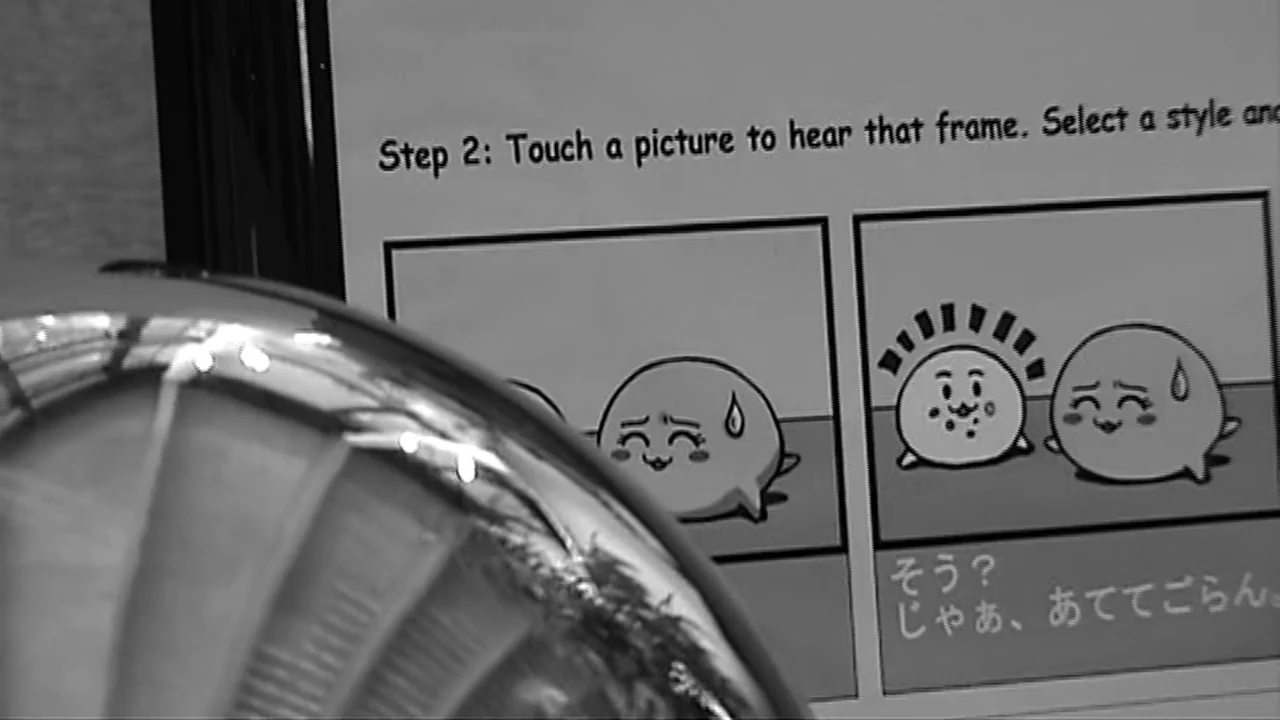 Step 2: Touch a picture to hear that frame. Select a style and
そう?
じゃあ、あててごらん。